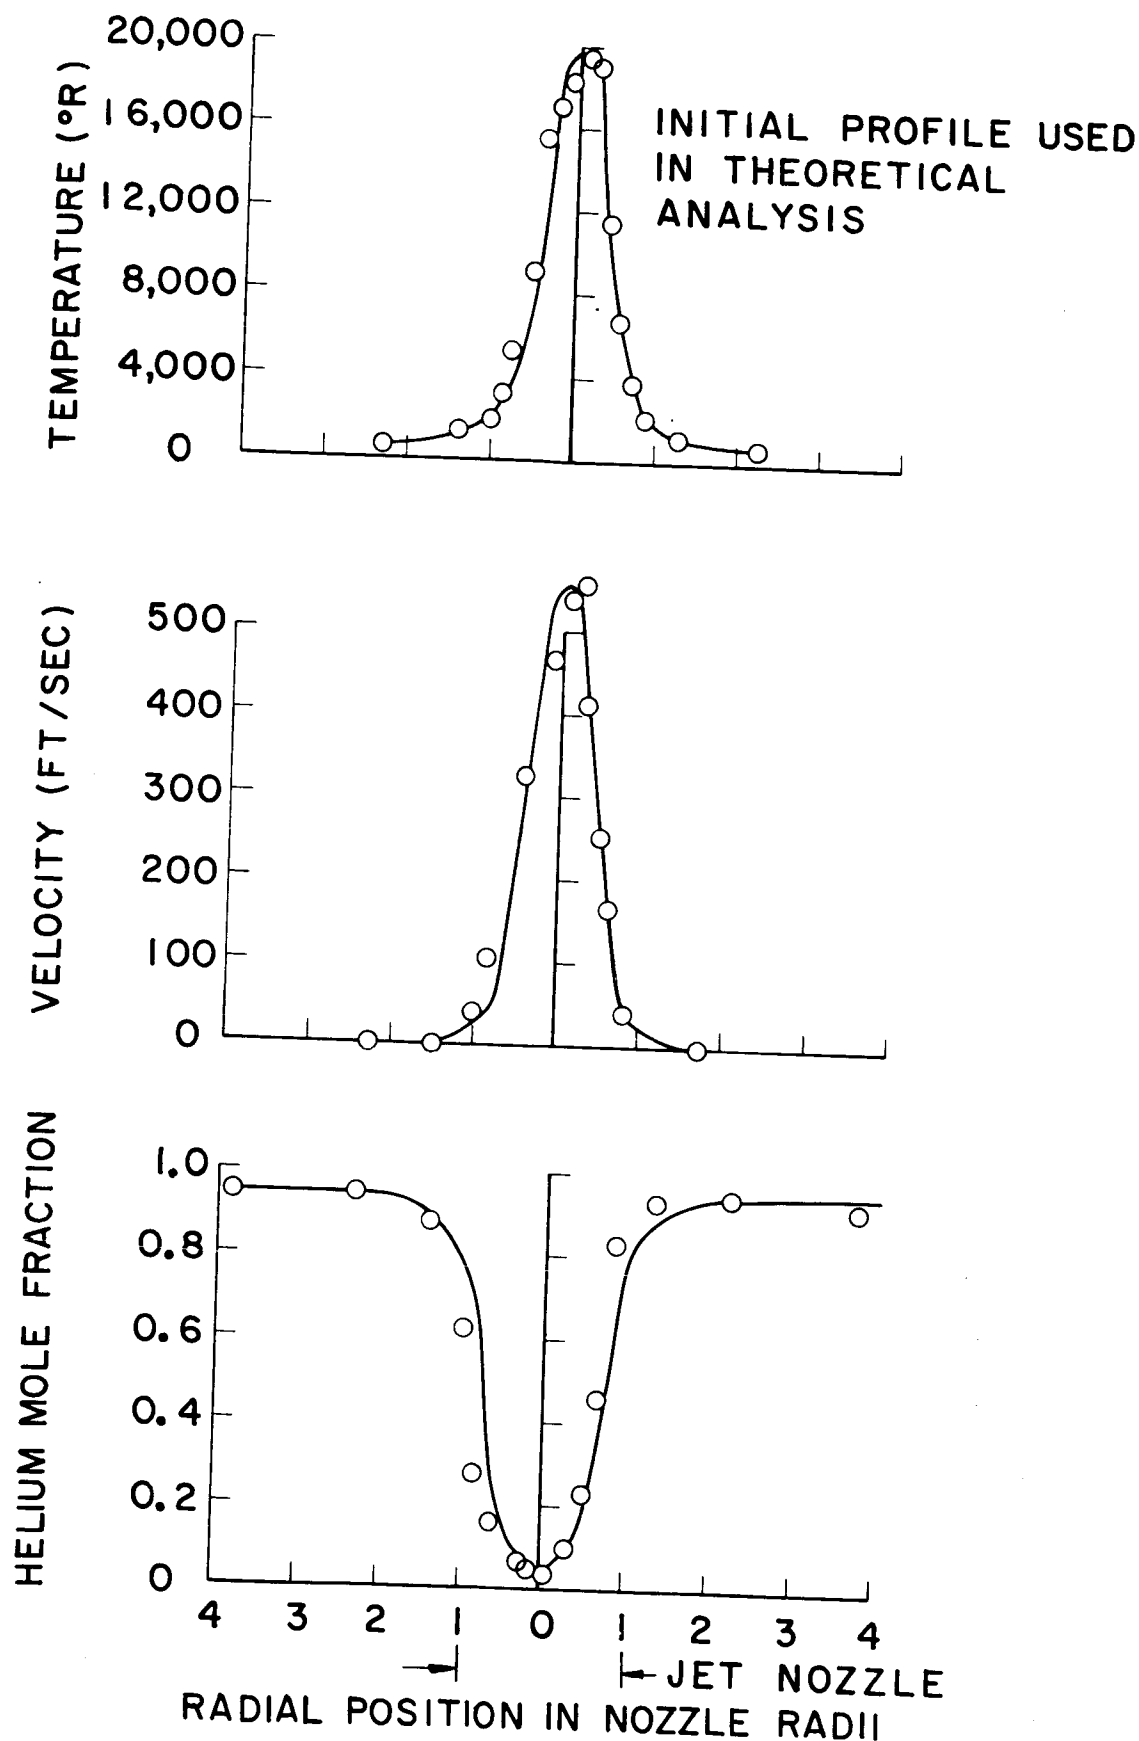 TEMPERATURE (°R)
20,000
16,000
12,000
8,000
4,000
0
INITIAL PROFILE USED
IN THEORETICAL
ANALYSIS
VELOCITY (FT/SEC)
500
400
300
200
100
0
HELIUM MOLE FRACTION
1.0
0.8
0.6
0.4
0.2
0
4 3 2 1 0 1 2 3 4
JET NOZZLE
RADIAL POSITION IN NOZZLE RADII